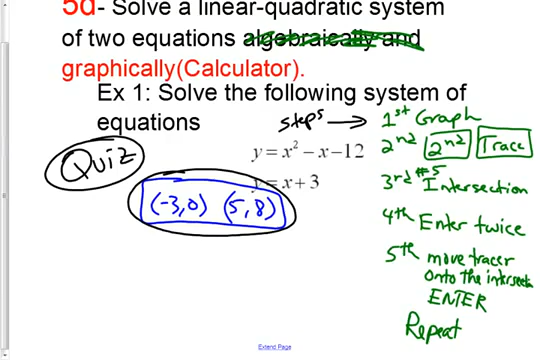 5a- Solve a linear-quadratic system
of two equations algebraically and
graphically(Calculator).
Ex 1: Solve the following system of
equations
steps → 1st Graph
2nd 2nd Trace
Quiz
y = x² − x − 12
y = x + 3
3rd #5 Intersection
(-3,0) (5,8)
4th Enter twice
5th move tracer
onto the intersect
ENTER
Repeat
Extend Page